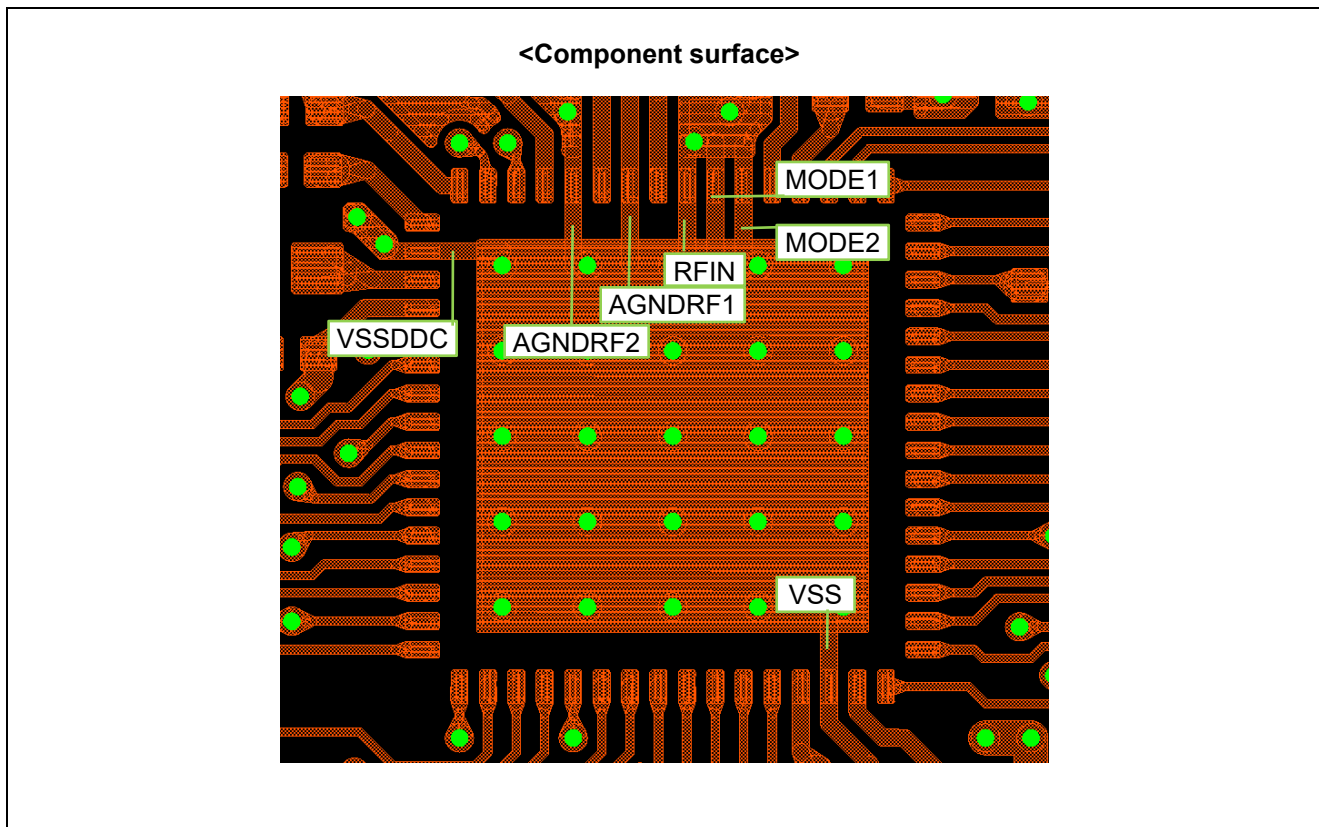 <Component surface>
MODE1
MODE2
RFIN
AGNDRF1
VSSDDC
AGNDRF2
VSS